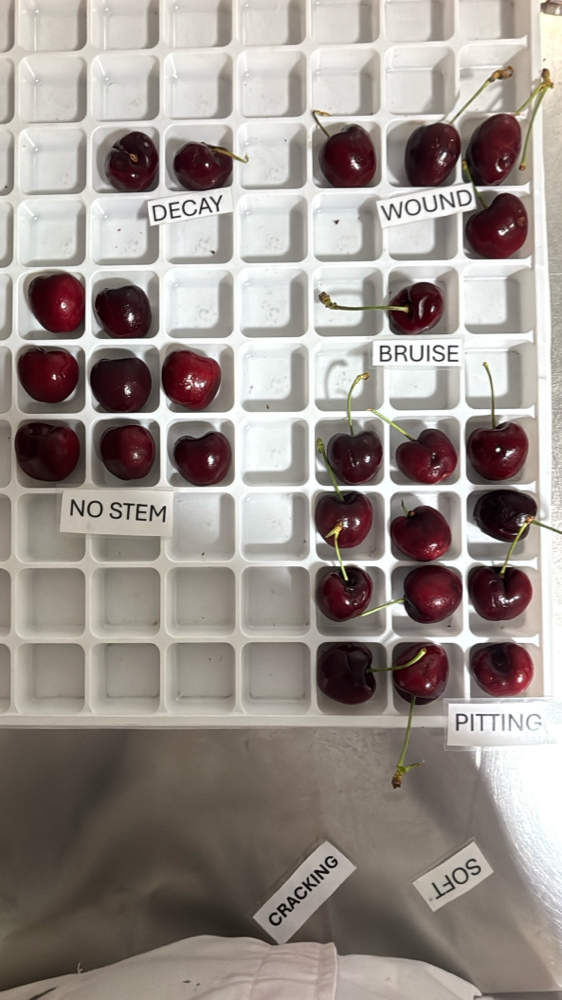 DECAY
WOUND
BRUISE
NO STEM
PITTING
CRACKING
SOFT